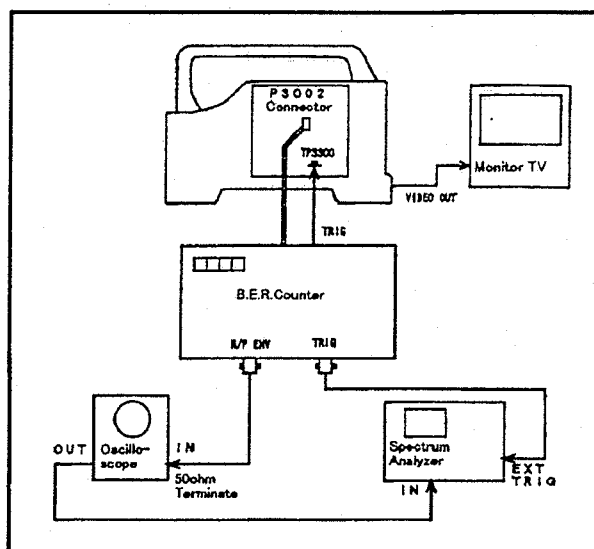 P3002
Connector
TP3300
Monitor TV
VIDEO OUT
TRIG
B.E.R.Counter
R/P ENV
TRIG
OUT
Oscillo-
scope
IN
50ohm
Terminate
Spectrum
Analyzer
IN
EXT
TRIG